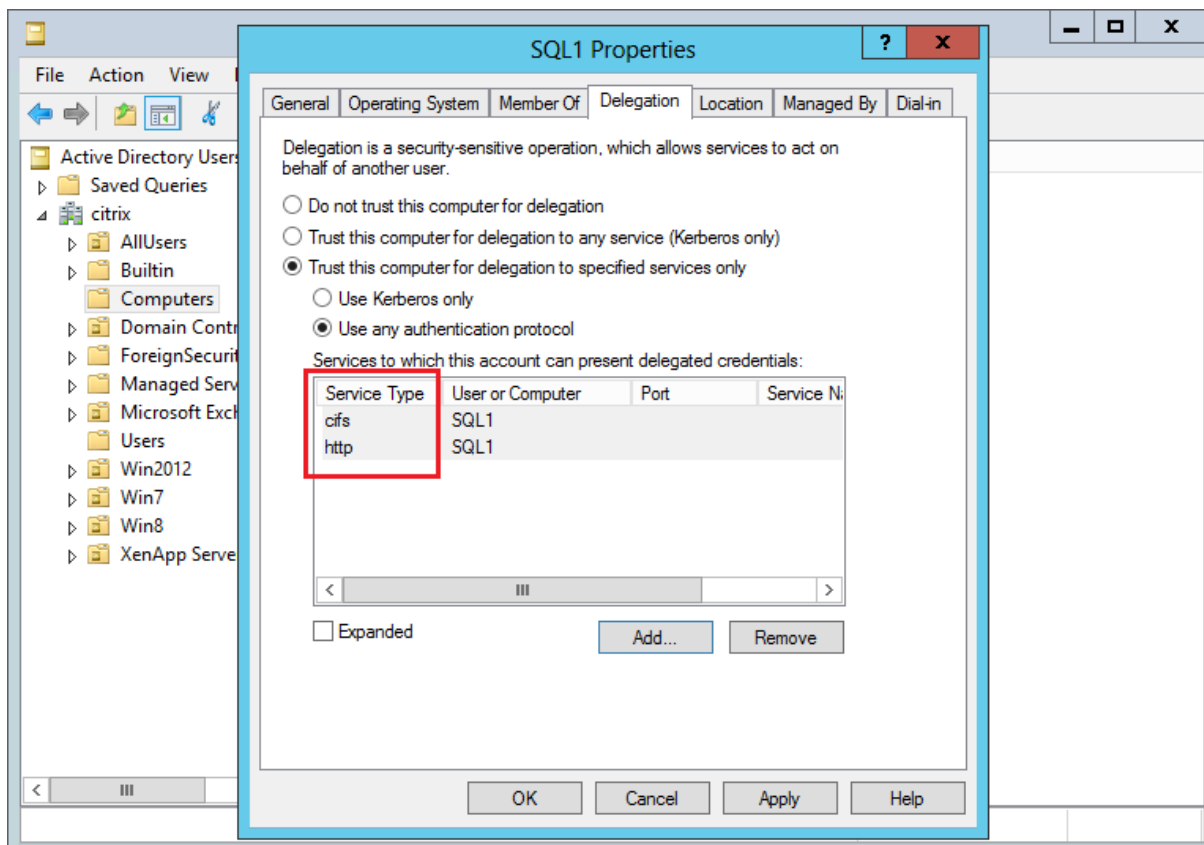 SQL1 Properties
?
x
x
File Action View
General Operating System Member Of Delegation Location Managed By Dial-in
Active Directory Users
Saved Queries
citrix
AllUsers
Builtin
Computers
Domain Contr
ForeignSecurit
Managed Serv
Microsoft Exch
Users
Win2012
Win7
Win8
XenApp Serve
Delegation is a security-sensitive operation, which allows services to act on
behalf of another user.
Do not trust this computer for delegation
Trust this computer for delegation to any service (Kerberos only)
Trust this computer for delegation to specified services only
Use Kerberos only
Use any authentication protocol
Services to which this account can present delegated credentials:
Service Type User or Computer Port Service Na
cifs SQL1
http SQL1
Expanded
Add... Remove
OK Cancel Apply Help